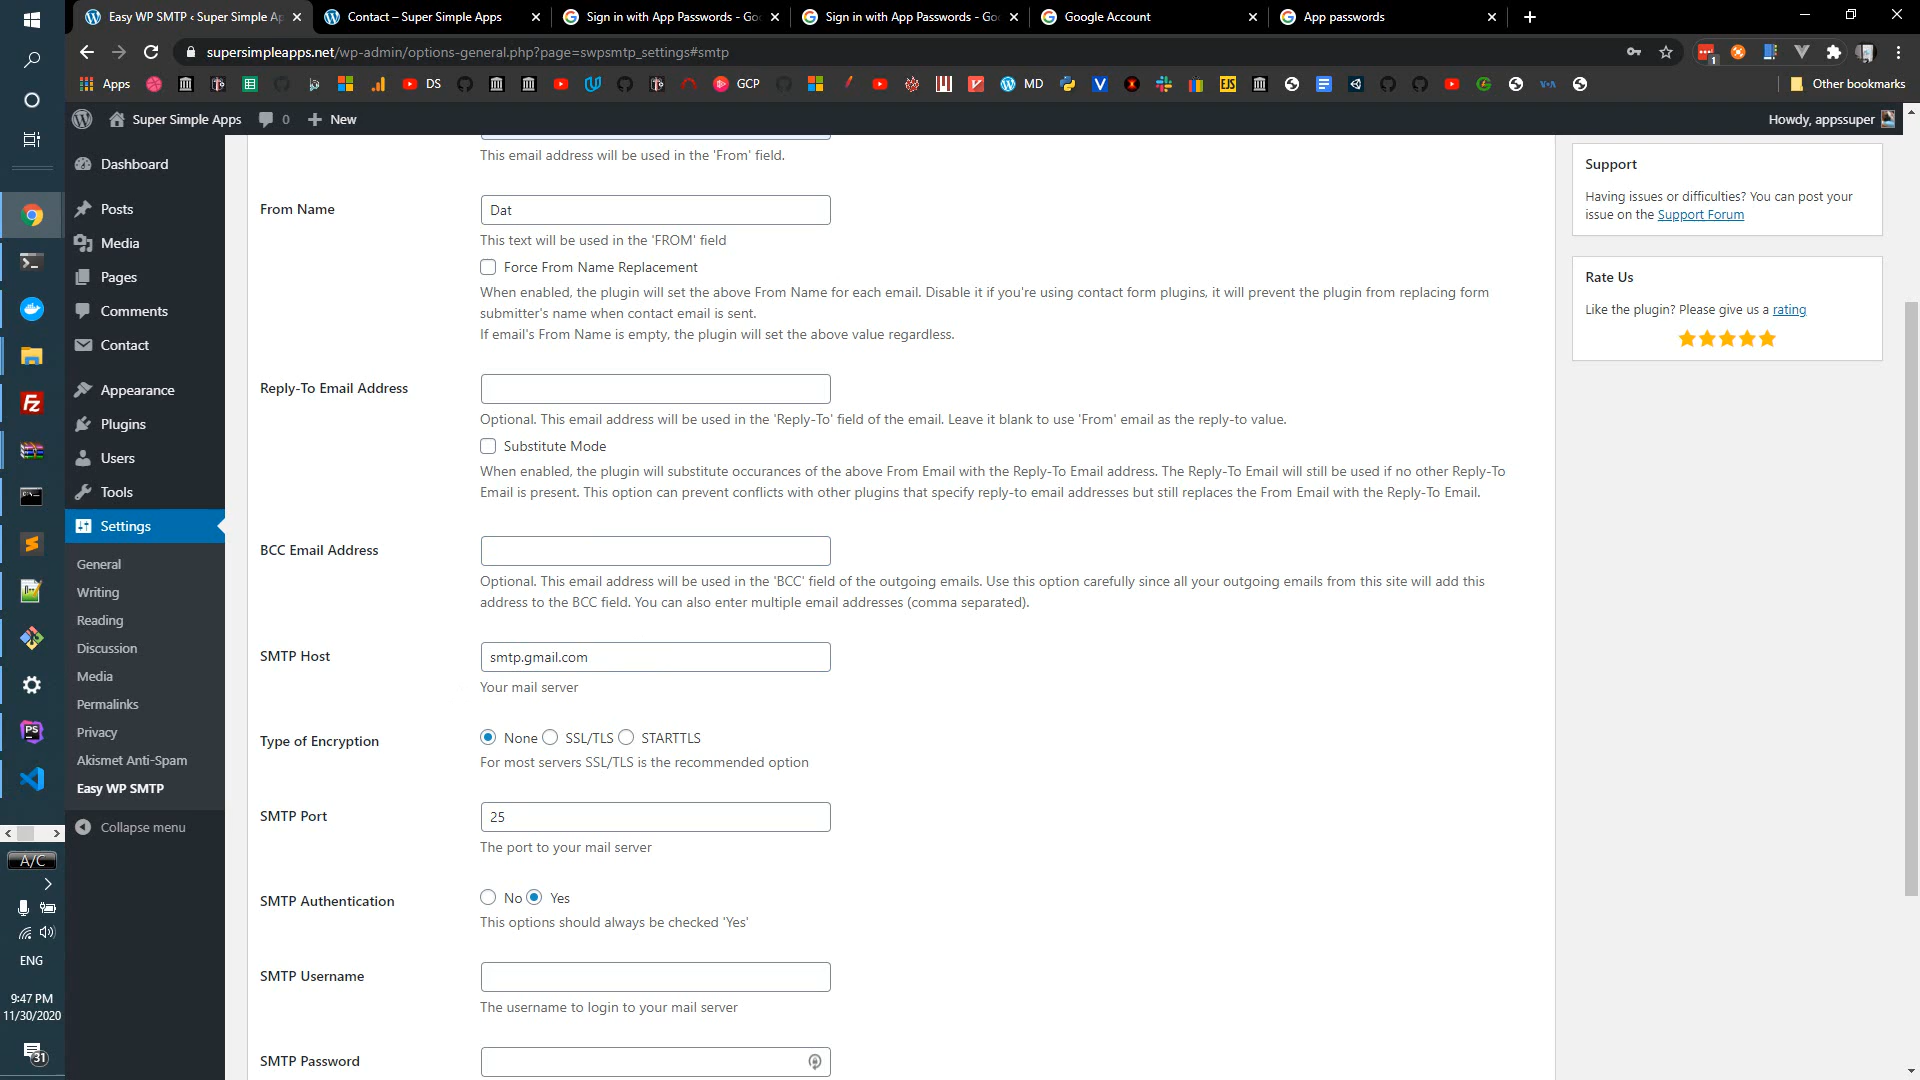 Easy WP SMTP ‹ Super Simple Ap
Contact – Super Simple Apps
Sign in with App Passwords - Go
Sign in with App Passwords - Go
Google Account
App passwords
supersimpleapps.net/wp-admin/options-general.php?page=swpsmtp_settings#smtp
Apps
DS
GCP
MD
EJS
Other bookmarks
Super Simple Apps
0
New
Howdy, appssuper
Dashboard
Posts
Media
Pages
Comments
Contact
Appearance
Plugins
Users
Tools
Settings
General
Writing
Reading
Discussion
Media
Permalinks
Privacy
Akismet Anti-Spam
Easy WP SMTP
Collapse menu
This email address will be used in the 'From' field.
From Name
Dat
This text will be used in the 'FROM' field
Force From Name Replacement
When enabled, the plugin will set the above From Name for each email. Disable it if you're using contact form plugins, it will prevent the plugin from replacing form
submitter's name when contact email is sent.
If email's From Name is empty, the plugin will set the above value regardless.
Reply-To Email Address
Optional. This email address will be used in the 'Reply-To' field of the email. Leave it blank to use 'From' email as the reply-to value.
Substitute Mode
When enabled, the plugin will substitute occurances of the above From Email with the Reply-To Email address. The Reply-To Email will still be used if no other Reply-To
Email is present. This option can prevent conflicts with other plugins that specify reply-to email addresses but still replaces the From Email with the Reply-To Email.
BCC Email Address
Optional. This email address will be used in the 'BCC' field of the outgoing emails. Use this option carefully since all your outgoing emails from this site will add this
address to the BCC field. You can also enter multiple email addresses (comma separated).
SMTP Host
smtp.gmail.com
Your mail server
Type of Encryption
None SSL/TLS STARTTLS
For most servers SSL/TLS is the recommended option
SMTP Port
25
The port to your mail server
SMTP Authentication
No Yes
This options should always be checked 'Yes'
SMTP Username
The username to login to your mail server
SMTP Password
Support
Having issues or difficulties? You can post your
issue on the Support Forum
Rate Us
Like the plugin? Please give us a rating
A/C
ENG
9:47 PM
11/30/2020
31